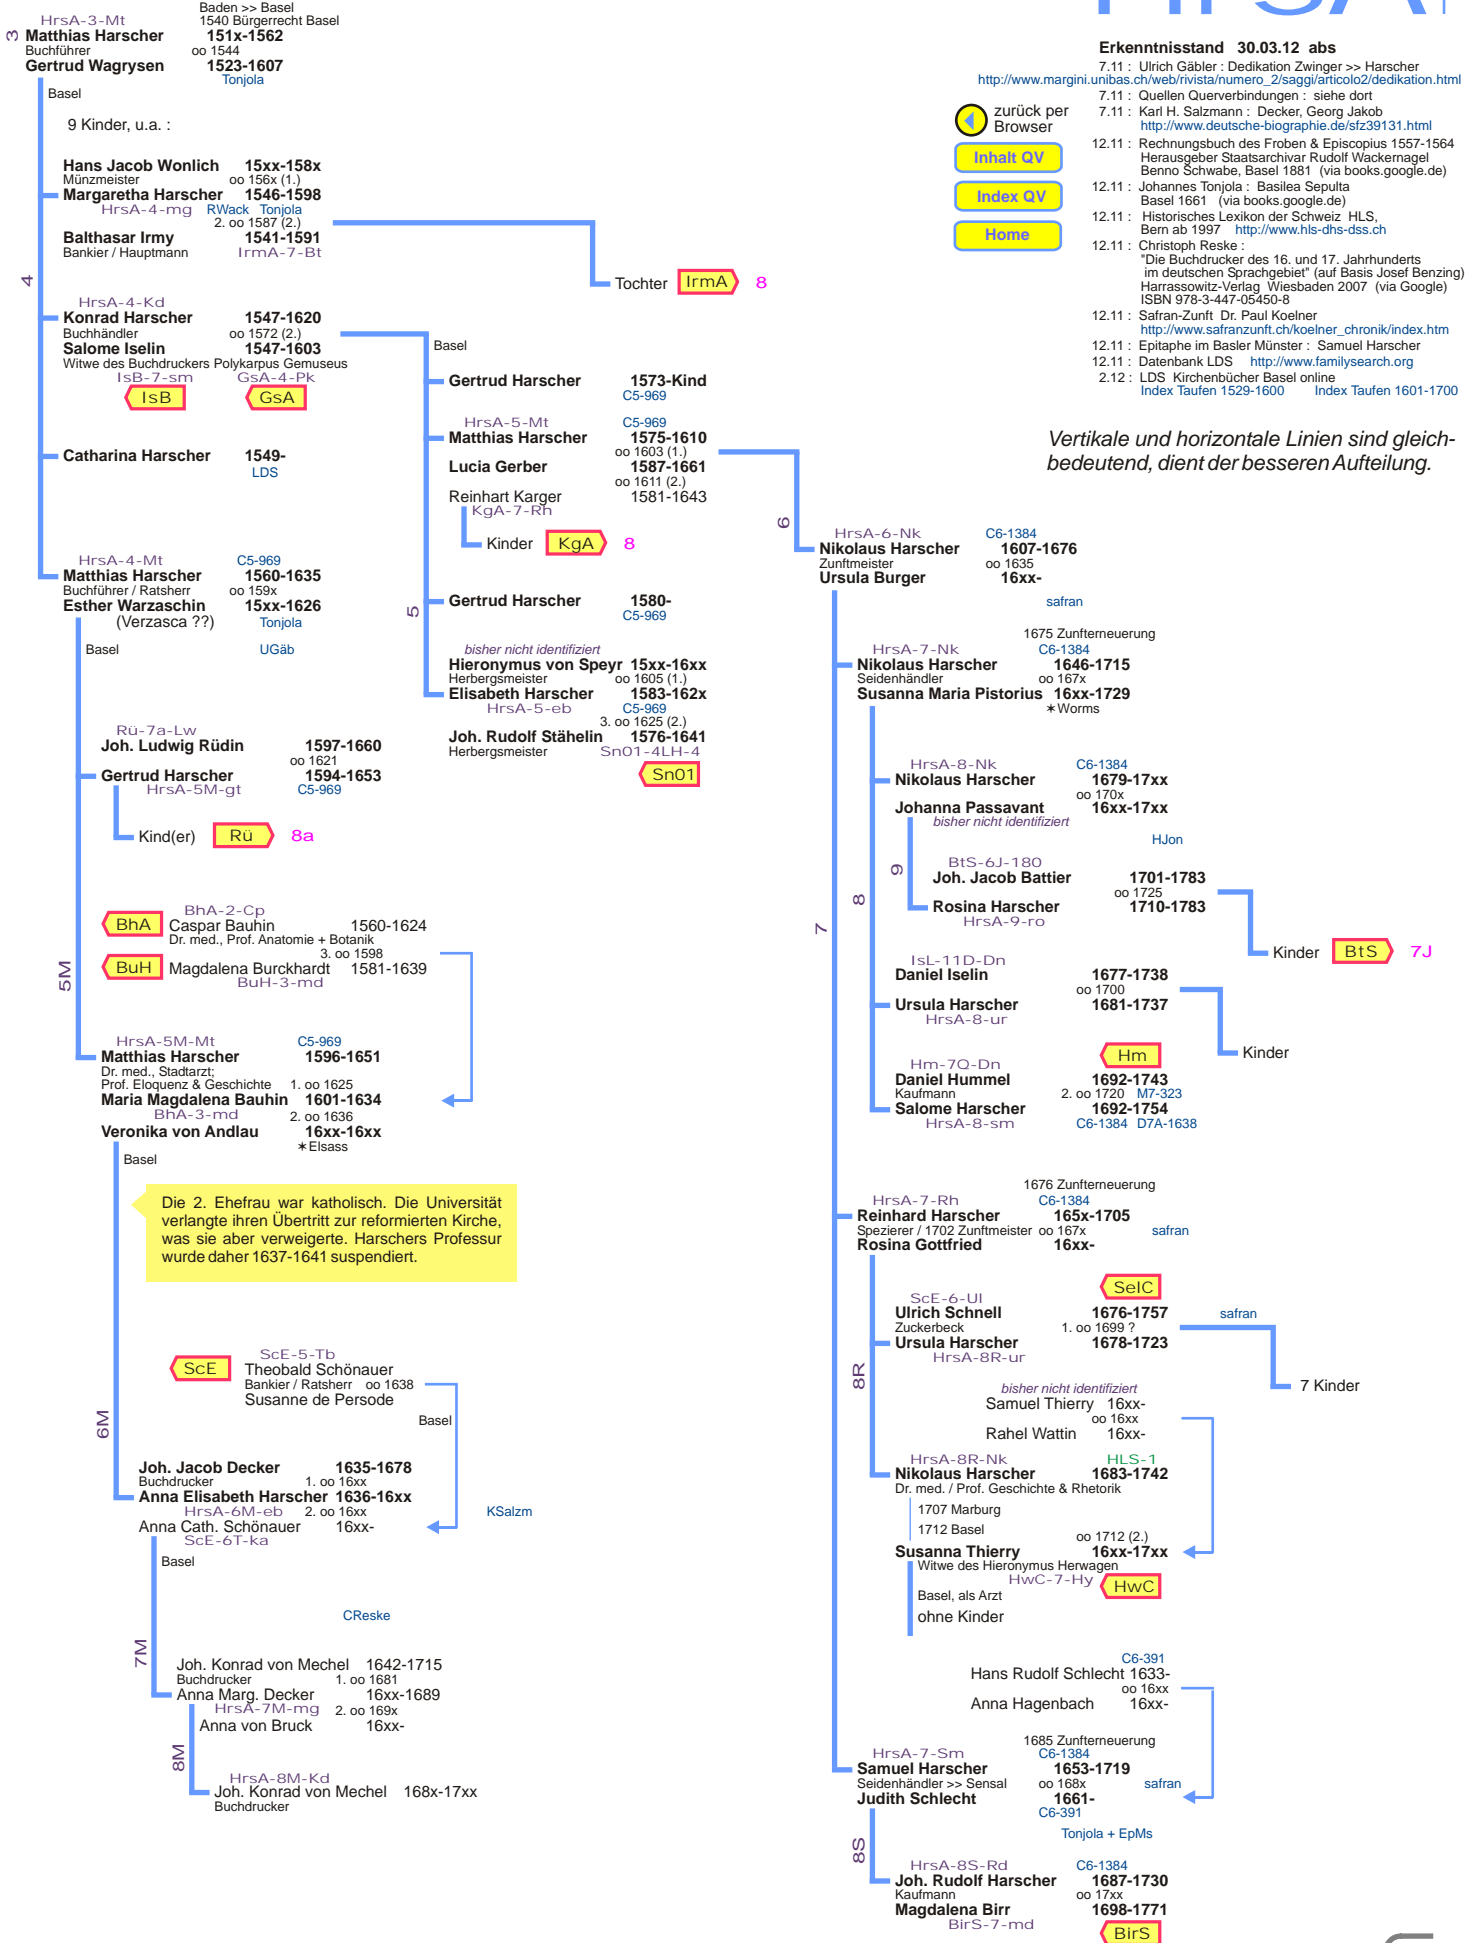 HrsA
Baden >> Basel
HrsA-3-Mt 1540 Bürgerrecht Basel
3 Matthias Harscher 151x-1562
Buchführer oo 1544
Gertrud Wagrysen 1523-1607
Tonjola
Basel
9 Kinder, u.a. :
Hans Jacob Wonlich 15xx-158x
Münzmeister oo 156x (1.)
Margaretha Harscher 1546-1598
HrsA-4-mg RWack Tonjola
2. oo 1587 (2.)
Balthasar Irmy 1541-1591
Bankier / Hauptmann IrmA-7-Bt
Tochter IrmA 8
4
HrsA-4-Kd
Konrad Harscher 1547-1620
Buchhändler oo 1572 (2.)
Salome Iselin 1547-1603
Witwe des Buchdruckers Polykarpus Gemuseus
IsB-7-sm GsA-4-Pk
IsB GsA
Catharina Harscher 1549-
LDS
HrsA-4-Mt C5-969
Matthias Harscher 1560-1635
Buchführer / Ratsherr oo 159x
Esther Warzaschin 15xx-1626
(Verzasca ??) Tonjola
Basel UGäb
Rü-7a-Lw
Joh. Ludwig Rüdin 1597-1660
oo 1621
Gertrud Harscher 1594-1653
HrsA-5M-gt C5-969
Kind(er) Rü 8a
5M
BhA-2-Cp
BhA Caspar Bauhin 1560-1624
Dr. med., Prof. Anatomie + Botanik
3. oo 1598
BuH Magdalena Burckhardt 1581-1639
BuH-3-md
HrsA-5M-Mt C5-969
Matthias Harscher 1596-1651
Dr. med., Stadtarzt;
Prof. Eloquenz & Geschichte 1. oo 1625
Maria Magdalena Bauhin 1601-1634
BhA-3-md 2. oo 1636
Veronika von Andlau 16xx-16xx
✶Elsass
Basel
Die 2. Ehefrau war katholisch. Die Universität
verlangte ihren Übertritt zur reformierten Kirche,
was sie aber verweigerte. Harschers Professur
wurde daher 1637-1641 suspendiert.
ScE-5-Tb
ScE Theobald Schönauer
Bankier / Ratsherr oo 1638
Susanne de Persode
Basel
6M
Joh. Jacob Decker 1635-1678
Buchdrucker 1. oo 16xx
Anna Elisabeth Harscher 1636-16xx
HrsA-6M-eb 2. oo 16xx KSalzm
Anna Cath. Schönauer 16xx-
ScE-6T-ka
Basel
CReske
7M
Joh. Konrad von Mechel 1642-1715
Buchdrucker 1. oo 1681
Anna Marg. Decker 16xx-1689
HrsA-7M-mg 2. oo 169x
Anna von Bruck 16xx-
8M
HrsA-8M-Kd
Joh. Konrad von Mechel 168x-17xx
Buchdrucker
Basel
Gertrud Harscher 1573-Kind
C5-969
HrsA-5-Mt C5-969
Matthias Harscher 1575-1610
oo 1603 (1.)
Lucia Gerber 1587-1661
oo 1611 (2.)
Reinhart Karger 1581-1643
KgA-7-Rh
Kinder KgA 8
5
Gertrud Harscher 1580-
C5-969
bisher nicht identifiziert
Hieronymus von Speyr 15xx-16xx
Herbergsmeister oo 1605 (1.)
Elisabeth Harscher 1583-162x
HrsA-5-eb C5-969
3. oo 1625 (2.)
Joh. Rudolf Stähelin 1576-1641
Herbergsmeister Sn01-4LH-4
Sn01
Erkenntnisstand 30.03.12 abs
7.11 : Ulrich Gäbler : Dedikation Zwinger >> Harscher
http://www.margini.unibas.ch/web/rivista/numero_2/saggi/articolo2/dedikation.html
7.11 : Quellen Querverbindungen : siehe dort
7.11 : Karl H. Salzmann : Decker, Georg Jakob
http://www.deutsche-biographie.de/sfz39131.html
12.11 : Rechnungsbuch des Froben & Episcopius 1557-1564
Herausgeber Staatsarchivar Rudolf Wackernagel
Benno Schwabe, Basel 1881 (via books.google.de)
12.11 : Johannes Tonjola : Basilea Sepulta
Basel 1661 (via books.google.de)
12.11 : Historisches Lexikon der Schweiz HLS,
Bern ab 1997 http://www.hls-dhs-dss.ch
12.11 : Christoph Reske :
"Die Buchdrucker des 16. und 17. Jahrhunderts
im deutschen Sprachgebiet" (auf Basis Josef Benzing)
Harrassowitz-Verlag Wiesbaden 2007 (via Google)
ISBN 978-3-447-05450-8
12.11 : Safran-Zunft Dr. Paul Koelner
http://www.safranzunft.ch/koelner_chronik/index.htm
12.11 : Epitaphe im Basler Münster : Samuel Harscher
12.11 : Datenbank LDS http://www.familysearch.org
2.12 : LDS Kirchenbücher Basel online
Index Taufen 1529-1600 Index Taufen 1601-1700
zurück per
Browser
Inhalt QV
Index QV
Home
Vertikale und horizontale Linien sind gleich-
bedeutend, dient der besseren Aufteilung.
6
HrsA-6-Nk C6-1384
Nikolaus Harscher 1607-1676
Zunftmeister oo 1635
Ursula Burger 16xx-
safran
7
1675 Zunfterneuerung
HrsA-7-Nk C6-1384
Nikolaus Harscher 1646-1715
Seidenhändler oo 167x
Susanna Maria Pistorius 16xx-1729
✶Worms
8
HrsA-8-Nk C6-1384
Nikolaus Harscher 1679-17xx
oo 170x
Johanna Passavant 16xx-17xx
bisher nicht identifiziert
HJon
9
BtS-6J-180
Joh. Jacob Battier 1701-1783
oo 1725
Rosina Harscher 1710-1783
HrsA-9-ro
Kinder BtS 7J
IsL-11D-Dn
Daniel Iselin 1677-1738
oo 1700
Ursula Harscher 1681-1737
HrsA-8-ur
Kinder
Hm
Hm-7Q-Dn
Daniel Hummel 1692-1743
Kaufmann 2. oo 1720 M7-323
Salome Harscher 1692-1754
HrsA-8-sm C6-1384 D7A-1638
1676 Zunfterneuerung
HrsA-7-Rh C6-1384
Reinhard Harscher 165x-1705
Spezierer / 1702 Zunftmeister oo 167x safran
Rosina Gottfried 16xx-
SelC
8R
ScE-6-Ul
Ulrich Schnell 1676-1757 safran
Zuckerbeck 1. oo 1699 ?
Ursula Harscher 1678-1723
HrsA-8R-ur
7 Kinder
bisher nicht identifiziert
Samuel Thierry 16xx-
oo 16xx
Rahel Wattin 16xx-
HrsA-8R-Nk HLS-1
Nikolaus Harscher 1683-1742
Dr. med. / Prof. Geschichte & Rhetorik
1707 Marburg
1712 Basel
oo 1712 (2.)
Susanna Thierry 16xx-17xx
Witwe des Hieronymus Herwagen
HwC-7-Hy HwC
Basel, als Arzt
ohne Kinder
C6-391
Hans Rudolf Schlecht 1633-
oo 16xx
Anna Hagenbach 16xx-
1685 Zunfterneuerung
HrsA-7-Sm C6-1384
Samuel Harscher 1653-1719
Seidenhändler >> Sensal oo 168x safran
Judith Schlecht 1661-
C6-391
Tonjola + EpMs
8S
HrsA-8S-Rd C6-1384
Joh. Rudolf Harscher 1687-1730
Kaufmann oo 17xx
Magdalena Birr 1698-1771
BirS-7-md
BirS